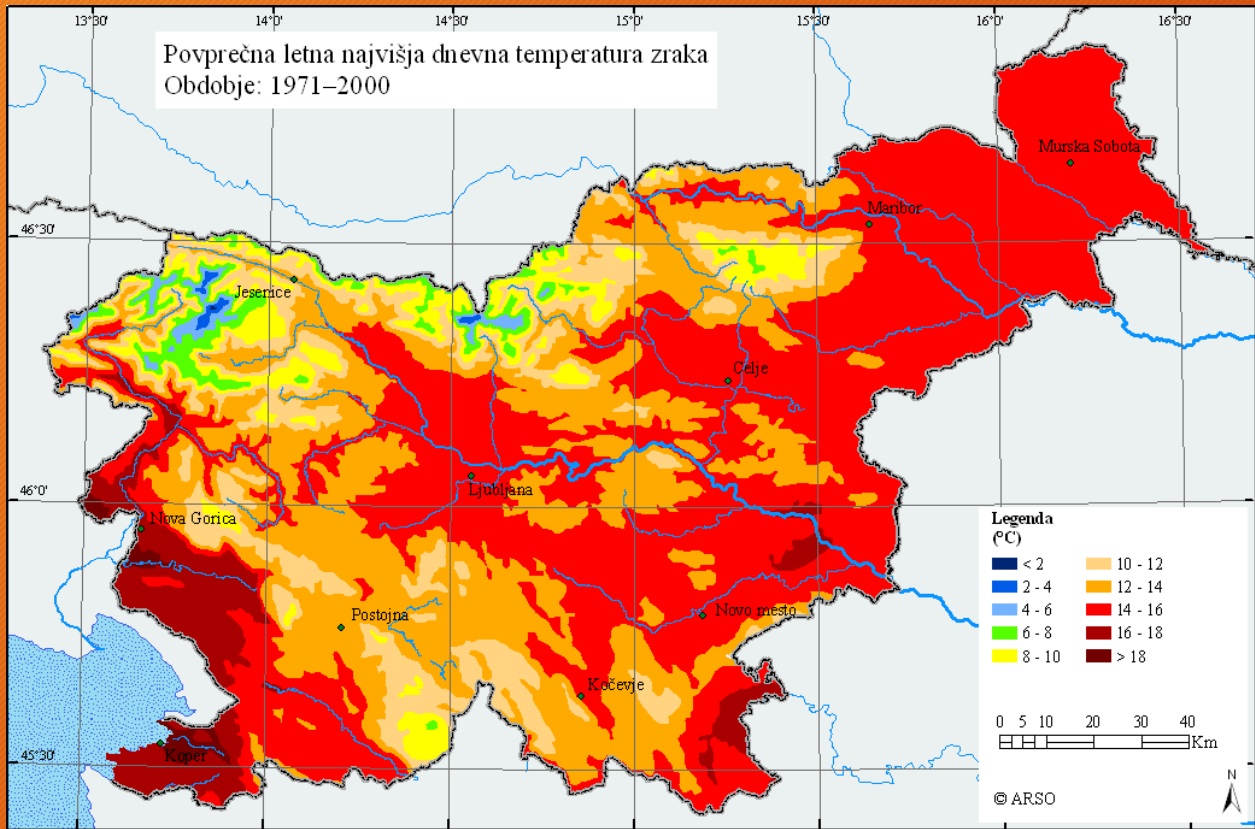 13°30'
14°0'
14°30'
15°0'
15°30'
16°0'
16°30'
Povprečna letna najvišja dnevna temperatura zraka
Obdobje: 1971–2000
Murska Sobota
Maribor
46°30'
Jesenice
Celje
Ljubljana
46°0'
Nova Gorica
Postojna
Novo mesto
Kočevje
45°30'
Koper
Legenda
(°C)
< 2
2 - 4
4 - 6
6 - 8
8 - 10
10 - 12
12 - 14
14 - 16
16 - 18
> 18
0 5 10 20 30 40
Km
N
© ARSO